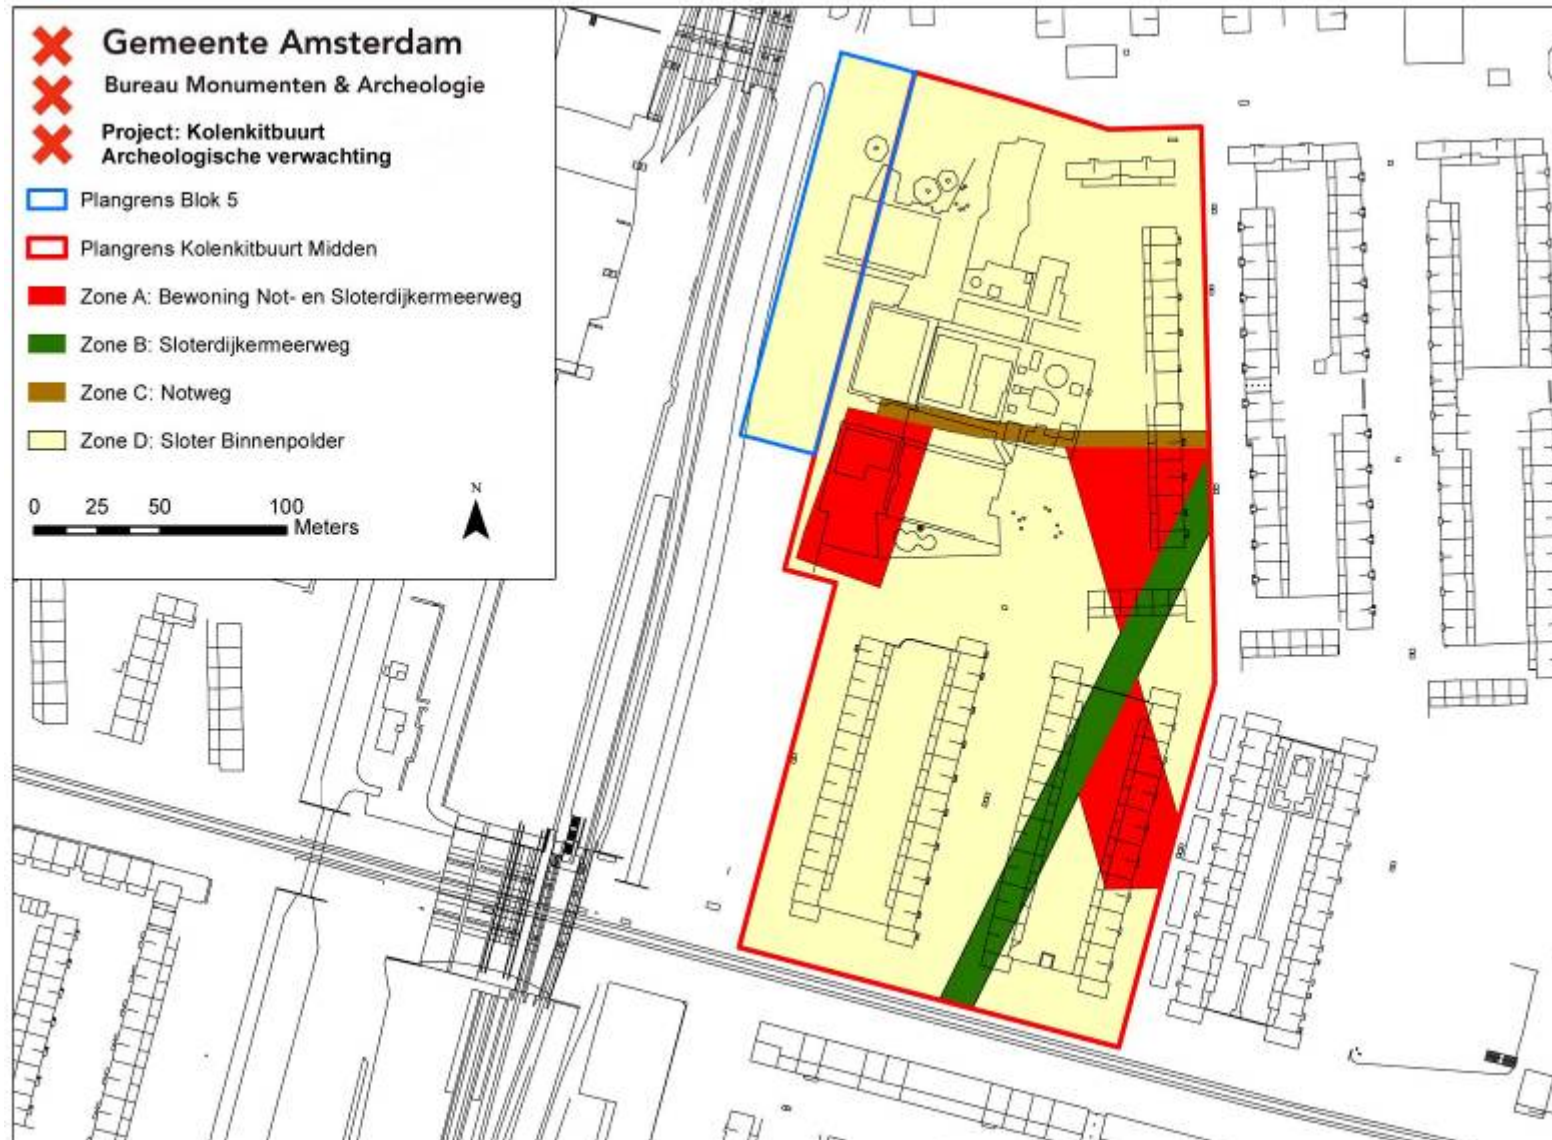 Gemeente Amsterdam
Bureau Monumenten & Archeologie
Project: Kolenkitbuurt
Archeologische verwachting
Plangrens Blok 5
Plangrens Kolenkitbuurt Midden
Zone A: Bewoning Not- en Sloterdijkermeerweg
Zone B: Sloterdijkermeerweg
Zone C: Notweg
Zone D: Sloter Binnenpolder
N
0 25 50 100
Meters